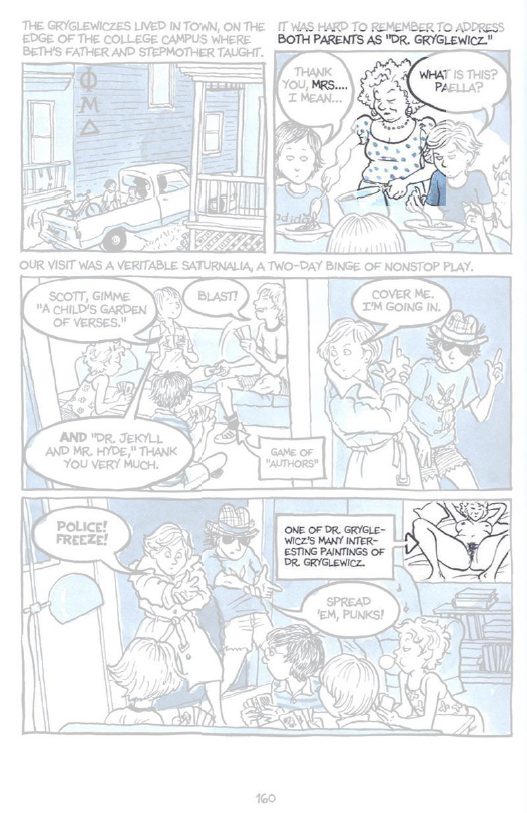 THE GRYGLEWICZES LIVED IN TOWN, ON THE
EDGE OF THE COLLEGE CAMPUS WHERE
BETH'S FATHER AND STEPMOTHER TAUGHT.
Φ
M
Δ
IT WAS HARD TO REMEMBER TO ADDRESS
BOTH PARENTS AS "DR. GRYGLEWICZ."
THANK
YOU, MRS....
I MEAN...
WHAT IS THIS?
PAELLA?
adidas
OUR VISIT WAS A VERITABLE SATURNALIA, A TWO-DAY BINGE OF NONSTOP PLAY.
SCOTT, GIMME
"A CHILD'S GARDEN
OF VERSES."
BLAST!
AND "DR. JEKYLL
AND MR. HYDE," THANK
YOU VERY MUCH.
GAME OF
"AUTHORS"
COVER ME.
I'M GOING IN.
POLICE!
FREEZE!
ONE OF DR. GRYGLE-
WICZ'S MANY INTER-
ESTING PAINTINGS OF
DR. GRYGLEWICZ.
SPREAD
'EM, PUNKS!
160